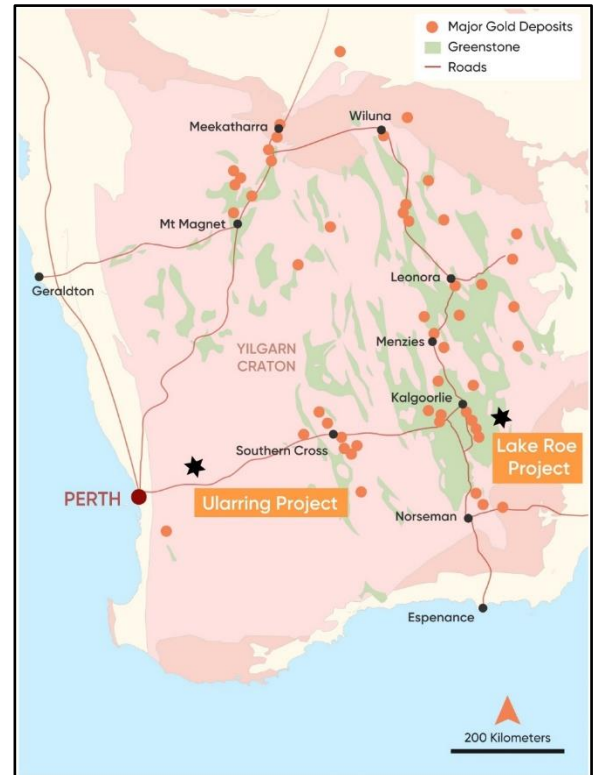 Major Gold Deposits
Greenstone
Roads
Wiluna
Meekatharra
Mt Magnet
Geraldton
Leonora
YILGARN
CRATON
Menzies
Kalgoorlie
Southern Cross
Lake Roe
Project
PERTH
Ularring Project
Norseman
Espenance
200 Kilometers